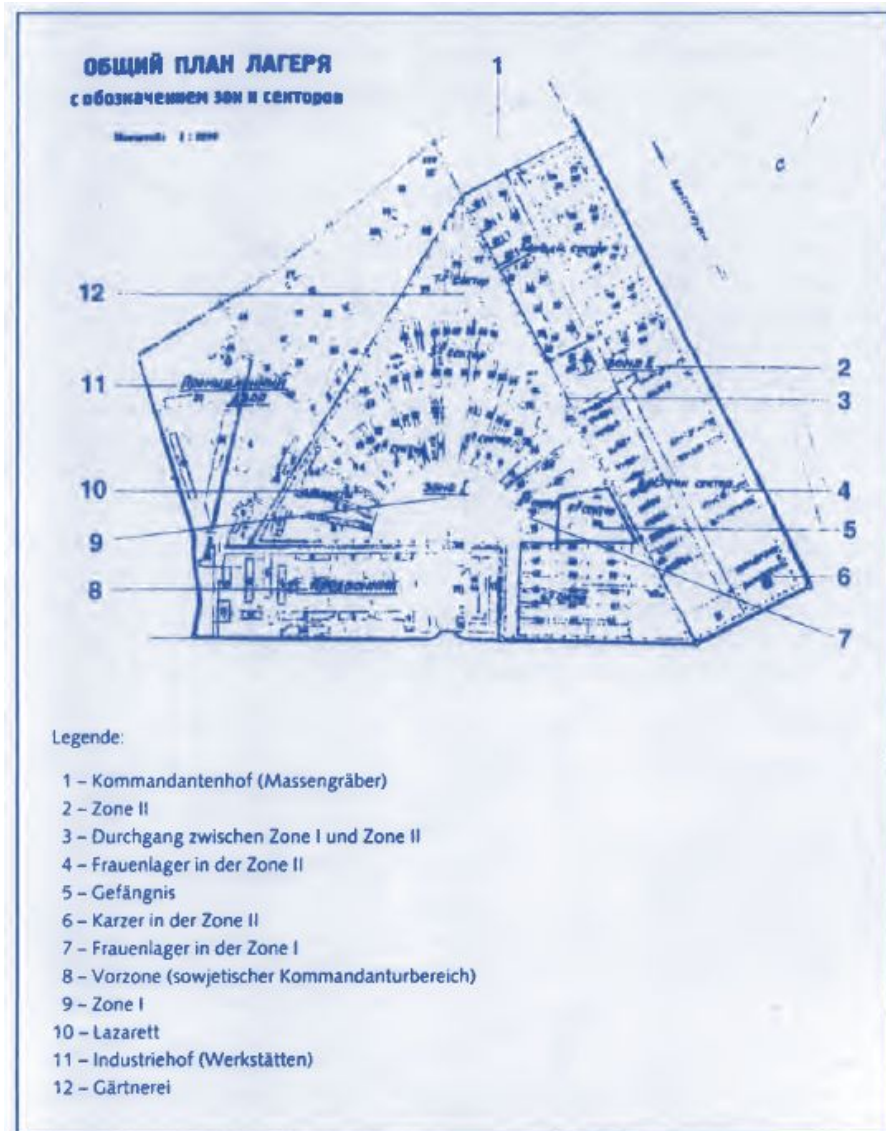 ОБЩИЙ ПЛАН ЛАГЕРЯ
с обозначением зон и секторов
1
С
12
2
11
3
10
зона I
4
9
5
8
6
7
Legende:
1 – Kommandantenhof (Massengräber)
2 – Zone II
3 – Durchgang zwischen Zone I und Zone II
4 – Frauenlager in der Zone II
5 – Gefängnis
6 – Karzer in der Zone II
7 – Frauenlager in der Zone I
8 – Vorzone (sowjetischer Kommandanturbereich)
9 – Zone I
10 – Lazarett
11 – Industriehof (Werkstätten)
12 – Gärtnerei